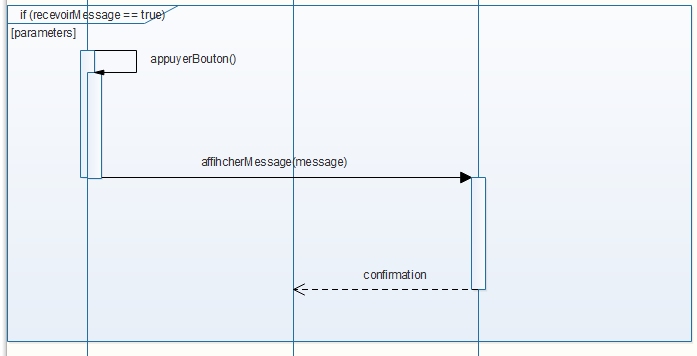 if (recevoirMessage == true)
[parameters]
appuyerBouton()
affihcherMessage(message)
confirmation